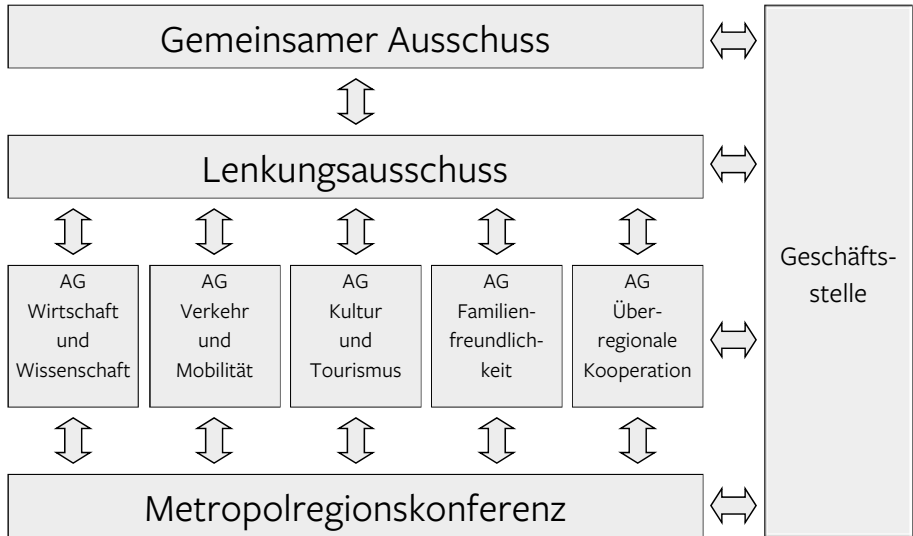 Gemeinsamer Ausschuss
Lenkungsausschuss
AG
Wirtschaft
und
Wissenschaft
AG
Verkehr
und
Mobilität
AG
Kultur
und
Tourismus
AG
Familien-
freundlich-
keit
AG
Über-
regionale
Kooperation
Metropolregionskonferenz
Geschäfts-
stelle